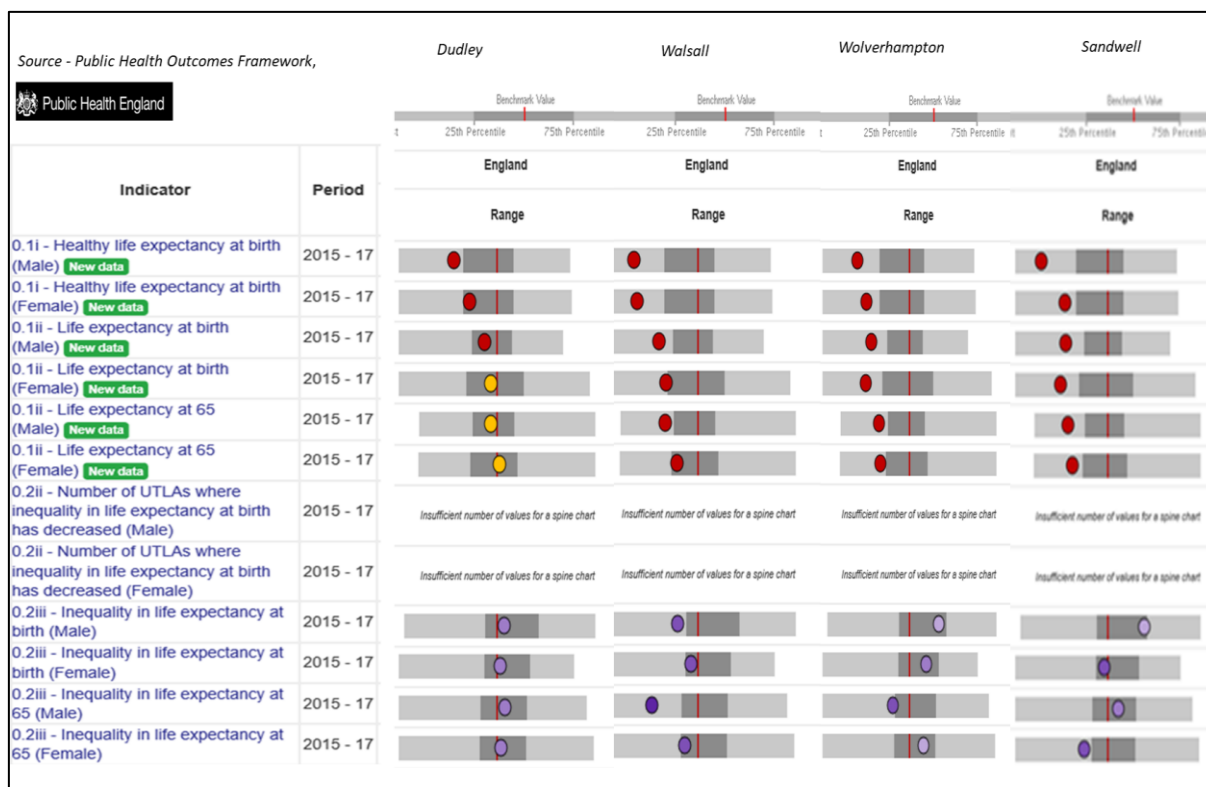 Dudley Walsall Wolverhampton Sandwell
Source - Public Health Outcomes Framework,
Public Health England
Benchmark Value Benchmark Value Benchmark Value Benchmark Value
25th Percentile 75th Percentile 25th Percentile 75th Percentile 25th Percentile 75th Percentile 25th Percentile 75th Percentile
England England England England
Indicator Period
Range Range Range Range
0.1i - Healthy life expectancy at birth
(Male) New data 2015 - 17
0.1i - Healthy life expectancy at birth
(Female) New data 2015 - 17
0.1ii - Life expectancy at birth
(Male) New data 2015 - 17
0.1ii - Life expectancy at birth
(Female) New data 2015 - 17
0.1ii - Life expectancy at 65
(Male) New data 2015 - 17
0.1ii - Life expectancy at 65
(Female) New data 2015 - 17
0.2ii - Number of UTLAs where
inequality in life expectancy at birth 2015 - 17 Insufficient number of values for a spine chart Insufficient number of values for a spine chart Insufficient number of values for a spine chart Insufficient number of values for a spine chart
has decreased (Male)
0.2ii - Number of UTLAs where
inequality in life expectancy at birth 2015 - 17 Insufficient number of values for a spine chart Insufficient number of values for a spine chart Insufficient number of values for a spine chart Insufficient number of values for a spine chart
has decreased (Female)
0.2iii - Inequality in life expectancy at
birth (Male) 2015 - 17
0.2iii - Inequality in life expectancy at
birth (Female) 2015 - 17
0.2iii - Inequality in life expectancy at
65 (Male) 2015 - 17
0.2iii - Inequality in life expectancy at
65 (Female) 2015 - 17